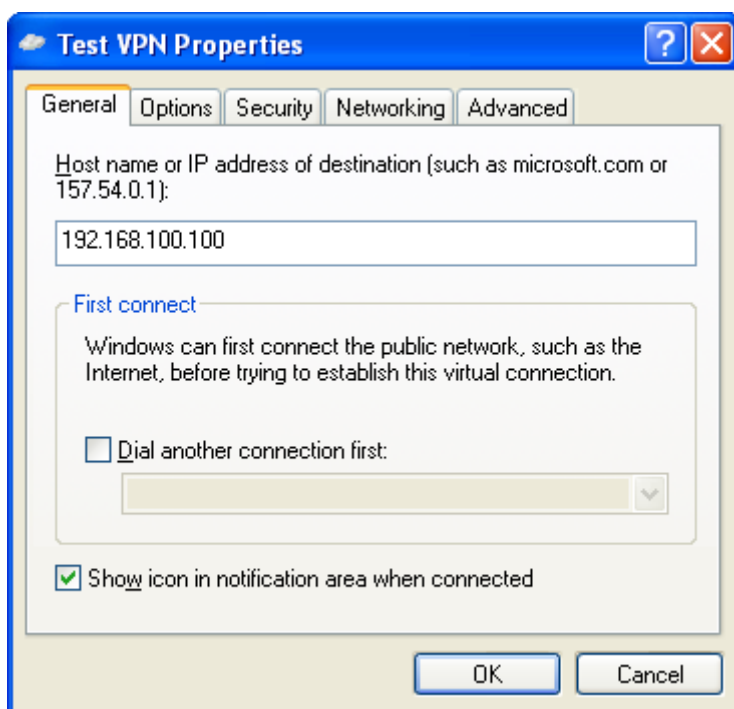 Test VPN Properties
General Options Security Networking Advanced
Host name or IP address of destination (such as microsoft.com or
157.54.0.1):
192.168.100.100
First connect
Windows can first connect the public network, such as the
Internet, before trying to establish this virtual connection.
Dial another connection first:
Show icon in notification area when connected
OK Cancel